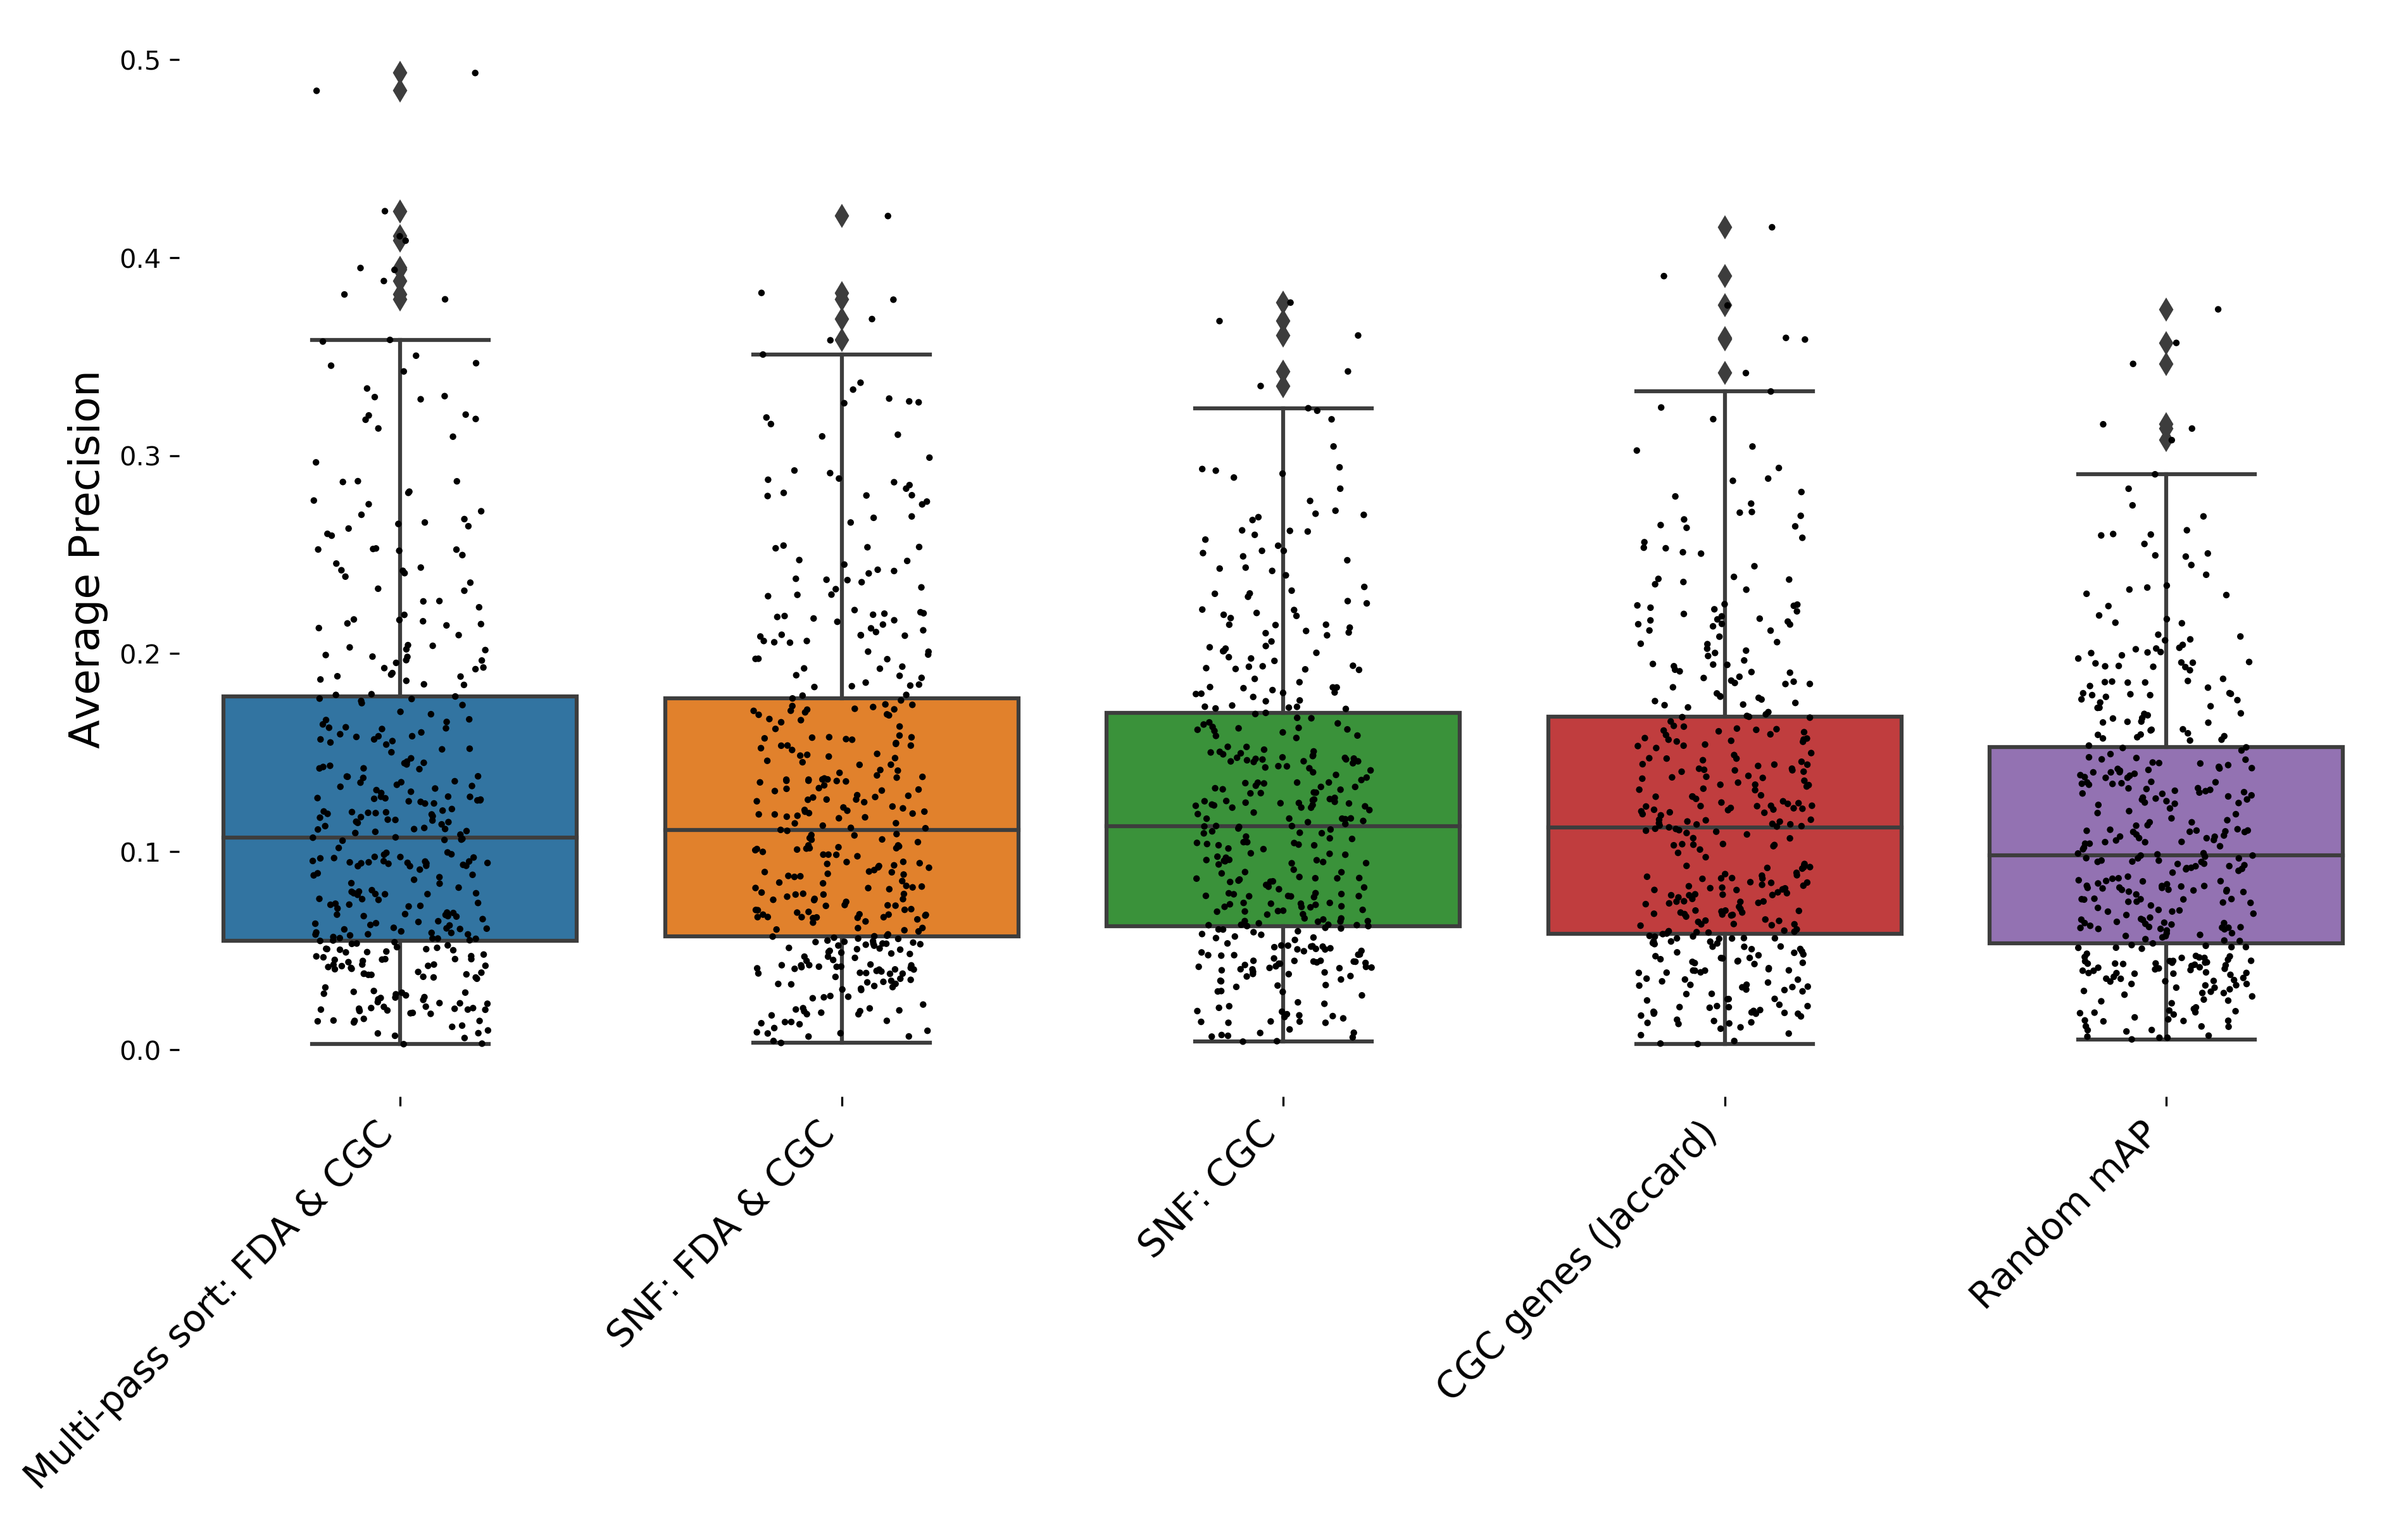 Average Precision
0.5
0.4
0.3
0.2
0.1
0.0
Multi-pass sort: FDA & CGC
SNF: FDA & CGC
SNF: CGC
CGC genes (Jaccard)
Random mAP